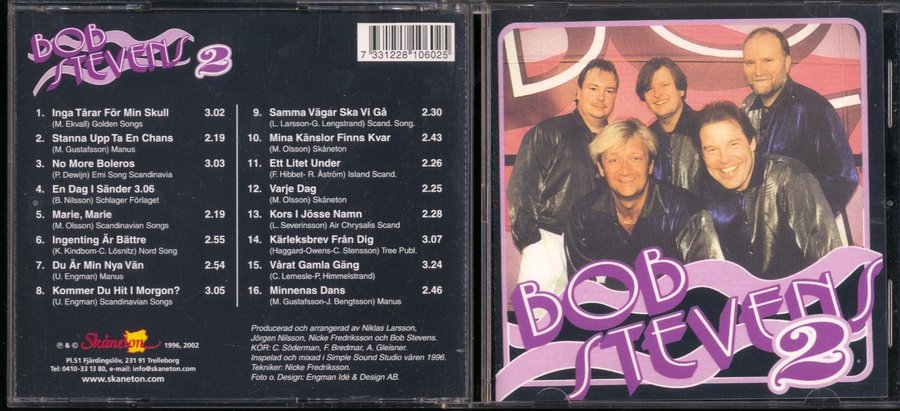 BOB
STEVENS 2
7 331228 106025
1. Inga Tårar För Min Skull 3.02
(M. Ekvall) Golden Songs
2. Stanna Upp Ta En Chans 2.19
(M. Gustafsson) Manus
3. No More Boleros 3.03
(P. Dewijn) Emi Song Scandinavia
4. En Dag I Sänder 3.06
(B. Nilsson) Schlager Förlaget
5. Marie, Marie 2.19
(M. Olsson) Scandinavian Songs
6. Ingenting Är Bättre 2.55
(K. Kindbom-C. Lösnitz) Nord Song
7. Du Är Min Nya Vän 2.54
(U. Engman) Manus
8. Kommer Du Hit I Morgon? 3.05
(U. Engman) Scandinavian Songs
9. Samma Vägar Ska Vi Gå 2.30
(L. Larsson-G. Lengstrand) Scand. Song.
10. Mina Känslor Finns Kvar 2.43
(M. Olsson) Skåneton
11. Ett Litet Under 2.26
(F. Hibbet- R. Åström) Island Scand.
12. Varje Dag 2.25
(M. Olsson) Skåneton
13. Kors I Jösse Namn 2.28
(L. Severinsson) Air Chrysalis Scand
14. Kärleksbrev Från Dig 3.07
(Haggard-Owens-C. Stensson) Tree Publ.
15. Vårat Gamla Gäng 3.24
(C. Lemesle-P. Himmelstrand)
16. Minnenas Dans 2.46
(M. Gustafsson-J. Bengtsson) Manus
℗ & © Skåneton 1996, 2002
Pl.51 Fjärdingslöv, 231 91 Trelleborg
Tel: 0410-33 13 80, e-mail: info@skaneton.com
www.skaneton.com
Producerad och arrangerad av Niklas Larsson,
Jörgen Nilsson, Nicke Fredriksson och Bob Stevens.
KÖR: C. Söderman, F. Bredmar, A. Gleisner.
Inspelad och mixad i Simple Sound Studio våren 1996.
Tekniker: Nicke Fredriksson.
Foto o. Design: Engman Idé & Design AB.
BOB
STEVENS
2